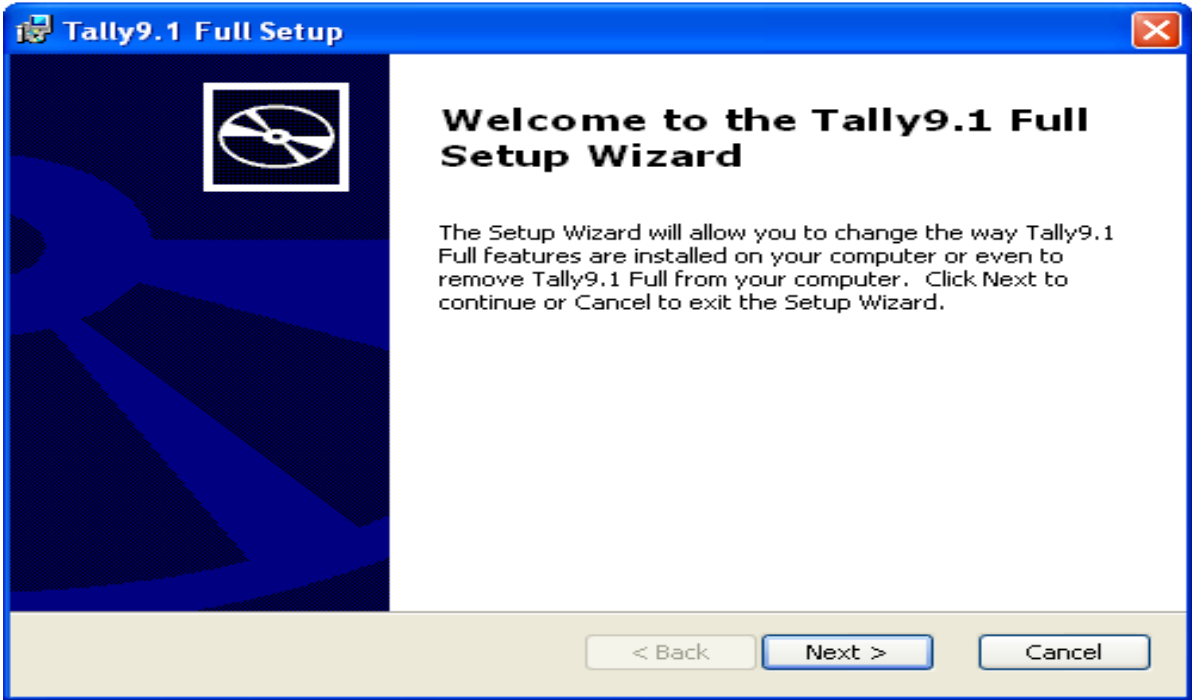 Tally9.1 Full Setup
Welcome to the Tally9.1 Full
Setup Wizard
The Setup Wizard will allow you to change the way Tally9.1
Full features are installed on your computer or even to
remove Tally9.1 Full from your computer.  Click Next to
continue or Cancel to exit the Setup Wizard.
< Back
Next >
Cancel